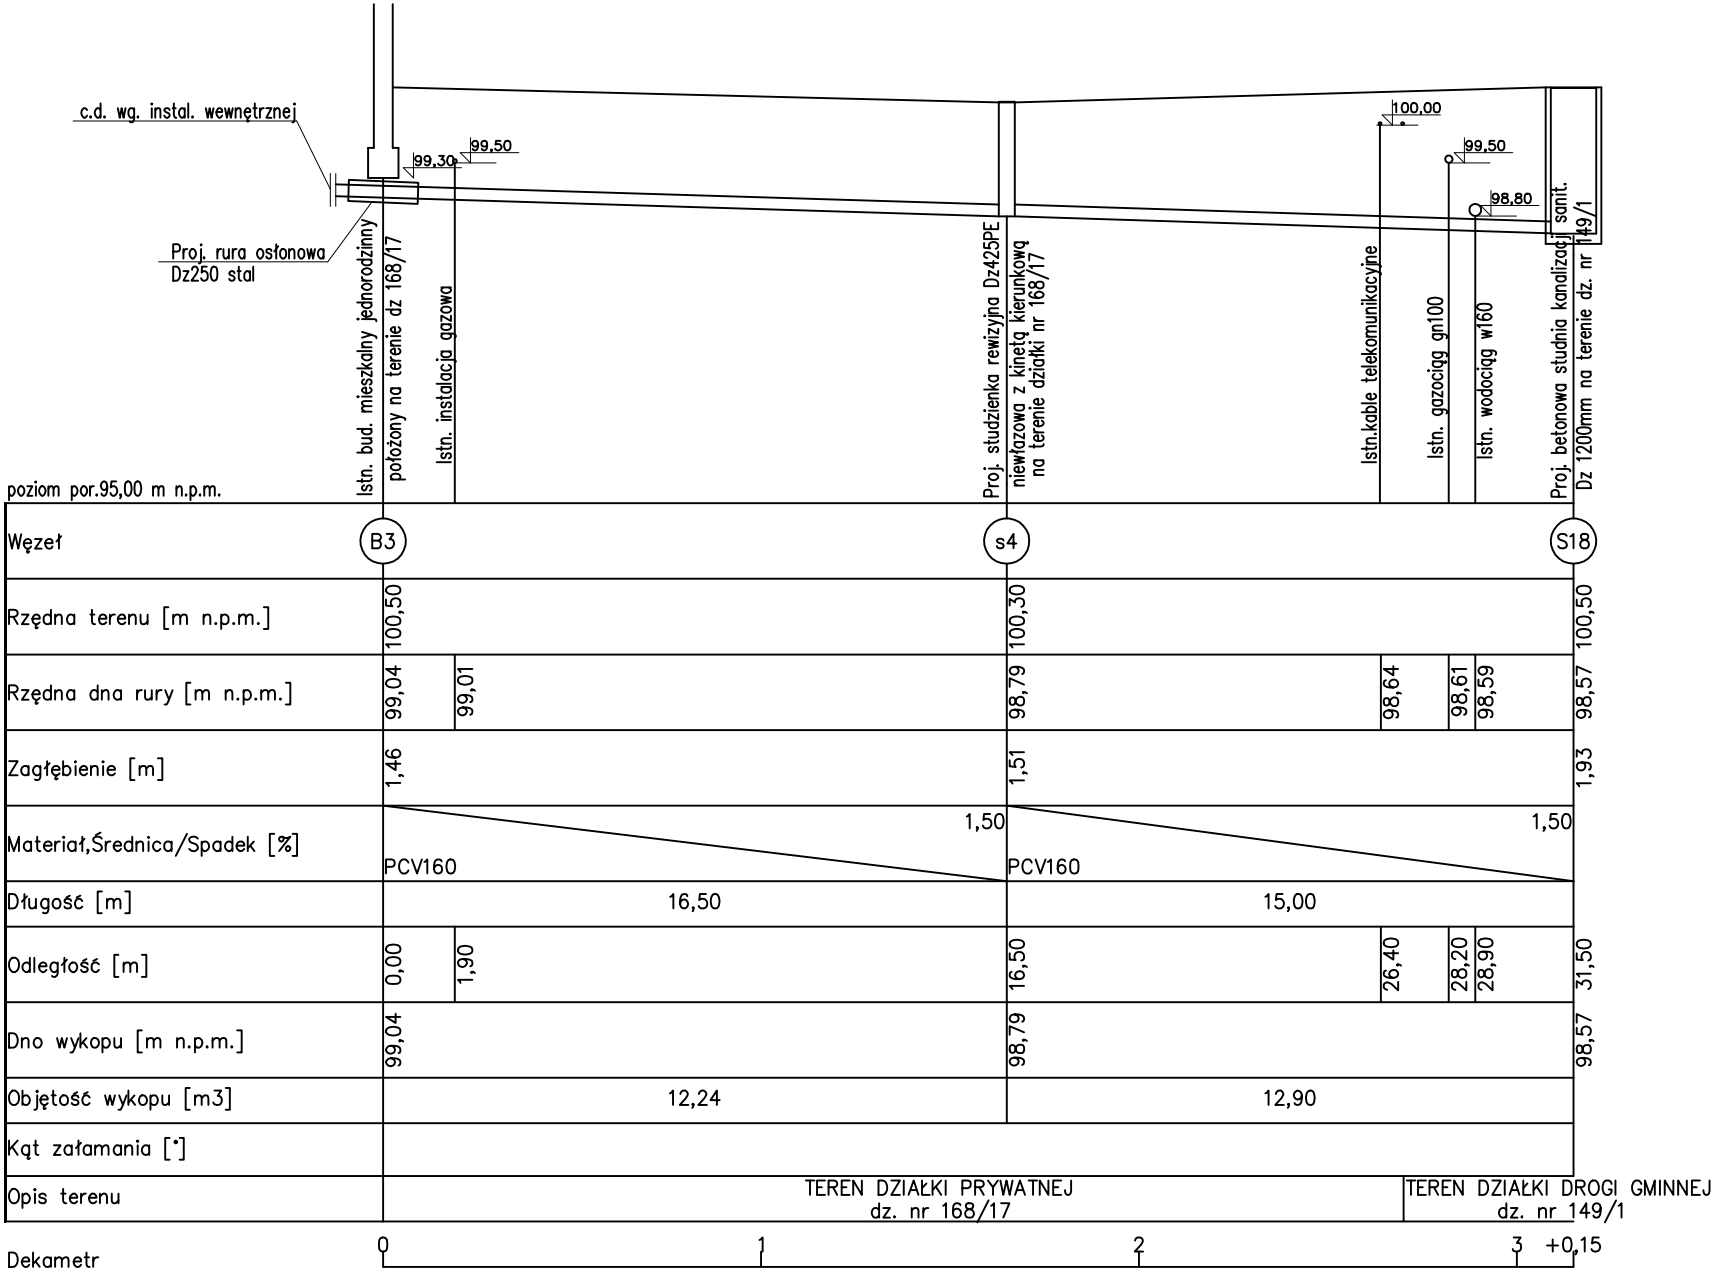 c.d. wg. instal. wewnętrznej
99,30
99,50
100,00
99,50
98,80
Proj. rura osłonowa
Dz250 stal
Istn. bud. mieszkalny jednorodzinny
położony na terenie dz 168/17
Istn. instalacja gazowa
Proj. studzienka rewizyjna Dz425PE
niewłazowa z kinetą kierunkową
na terenie działki nr 168/17
Istn.kable telekomunikacyjne
Istn. gazociąg gn100
Istn. wodociąg w160
Proj. betonowa studnia kanalizacji sanit.
Dz 1200mm na terenie dz. nr 149/1
poziom por.95,00 m n.p.m.
Węzeł B3 s4 S18
Rzędna terenu [m n.p.m.] 100,50 100,30 100,50
Rzędna dna rury [m n.p.m.] 99,04 99,01 98,79 98,64 98,61 98,59 98,57
Zagłębienie [m] 1,46 1,51 1,93
Materiał,Średnica/Spadek [%] PCV160 1,50 PCV160 1,50
Długość [m] 16,50 15,00
Odległość [m] 0,00 1,90 16,50 26,40 28,20 28,90 31,50
Dno wykopu [m n.p.m.] 99,04 98,79 98,57
Objętość wykopu [m3] 12,24 12,90
Kąt załamania [°]
Opis terenu
TEREN DZIAŁKI PRYWATNEJ
dz. nr 168/17
TEREN DZIAŁKI DROGI GMINNEJ
dz. nr 149/1
Dekametr 0 1 2 3 +0,15